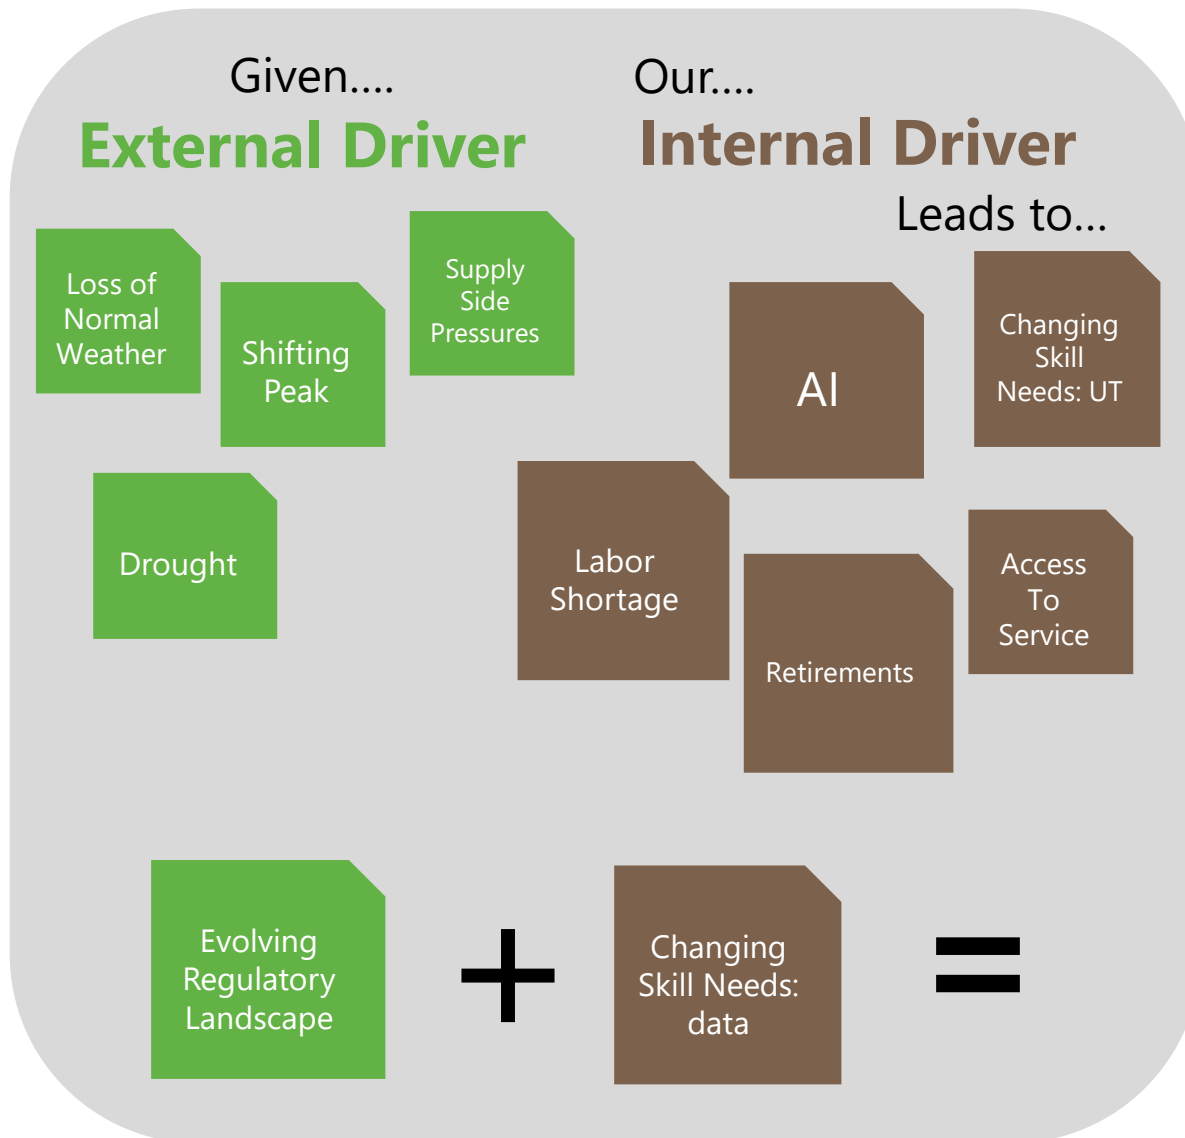 Given....
Our....
External Driver
Internal Driver
Leads to...
Loss of
Normal
Weather
Shifting
Peak
Supply
Side
Pressures
AI
Changing
Skill
Needs: UT
Drought
Labor
Shortage
Retirements
Access
To
Service
Evolving
Regulatory
Landscape
+
Changing
Skill Needs:
data
=